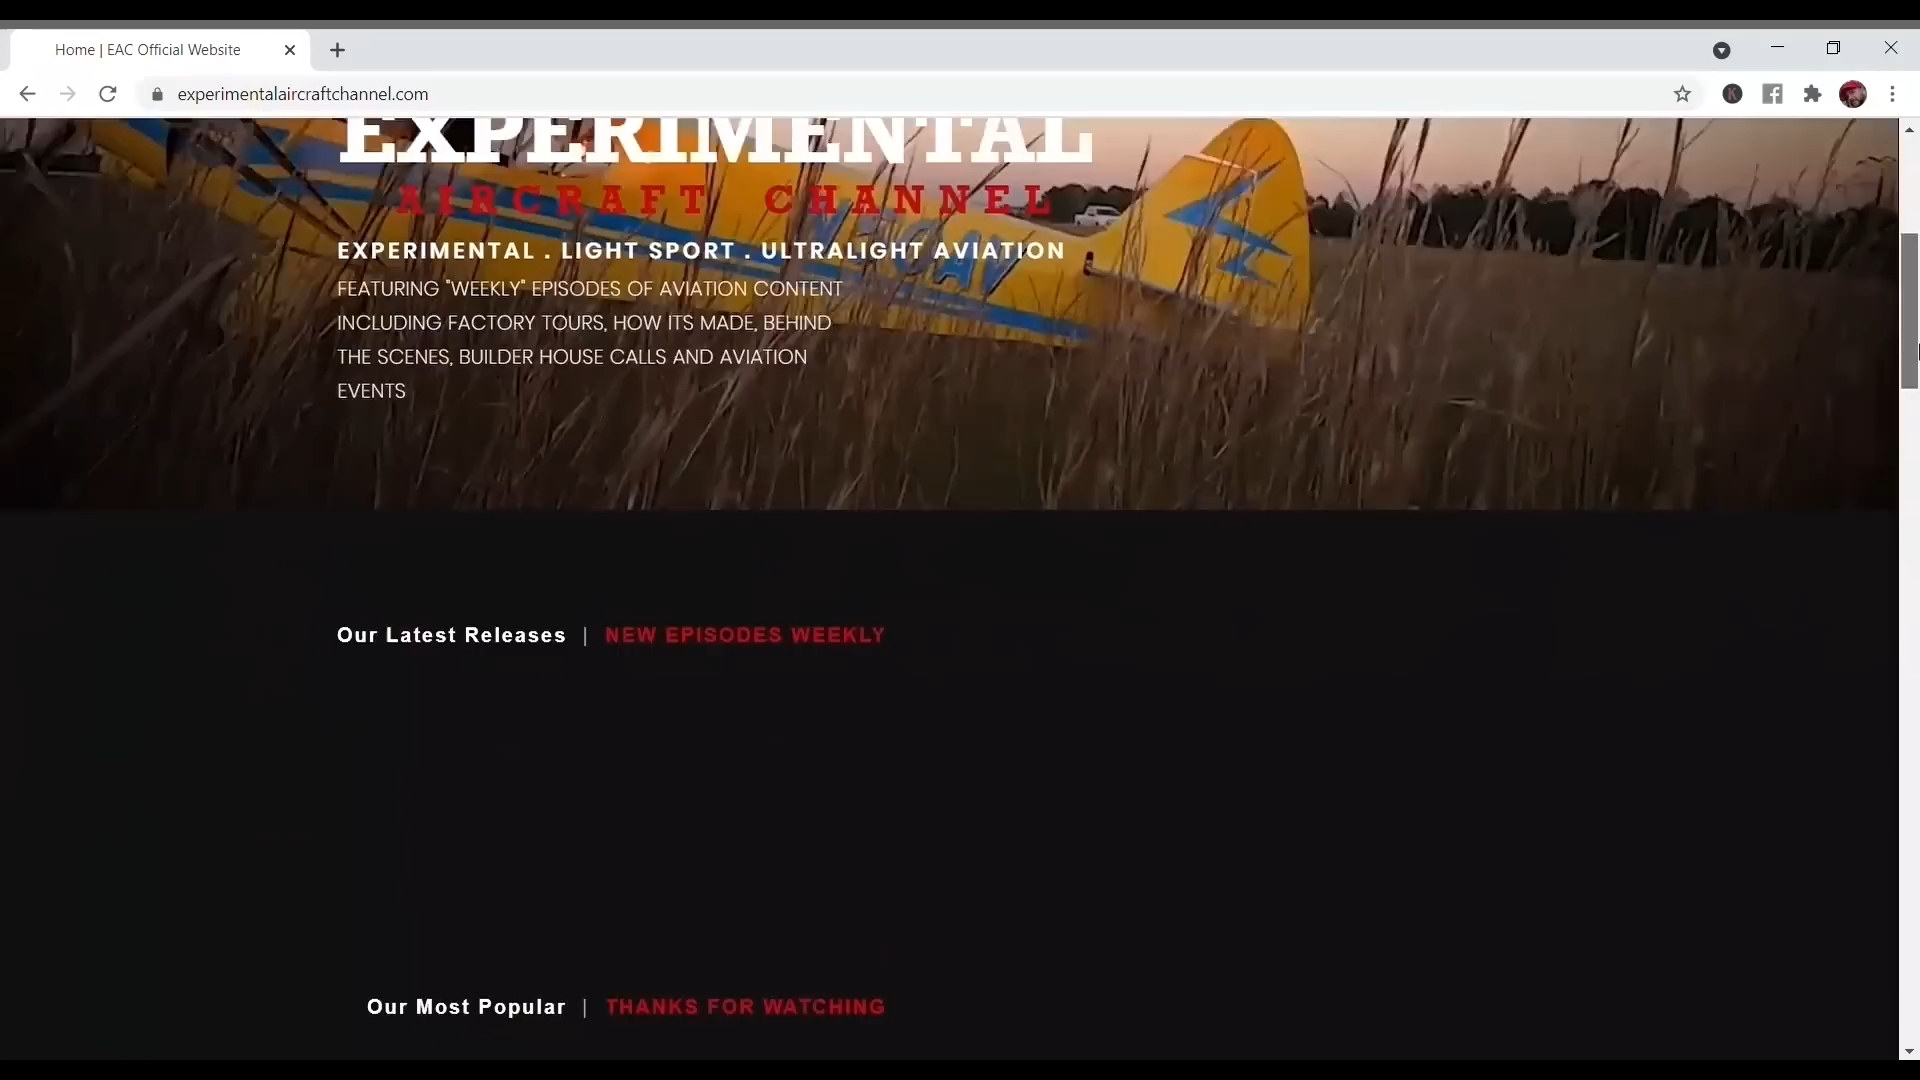 Home | EAC Official Website
experimentalaircraftchannel.com
EXPERIMENTAL
AIRCRAFT CHANNEL
EXPERIMENTAL . LIGHT SPORT . ULTRALIGHT AVIATION
FEATURING "WEEKLY" EPISODES OF AVIATION CONTENT
INCLUDING FACTORY TOURS, HOW ITS MADE, BEHIND
THE SCENES, BUILDER HOUSE CALLS AND AVIATION
EVENTS
Our Latest Releases | NEW EPISODES WEEKLY
Our Most Popular | THANKS FOR WATCHING